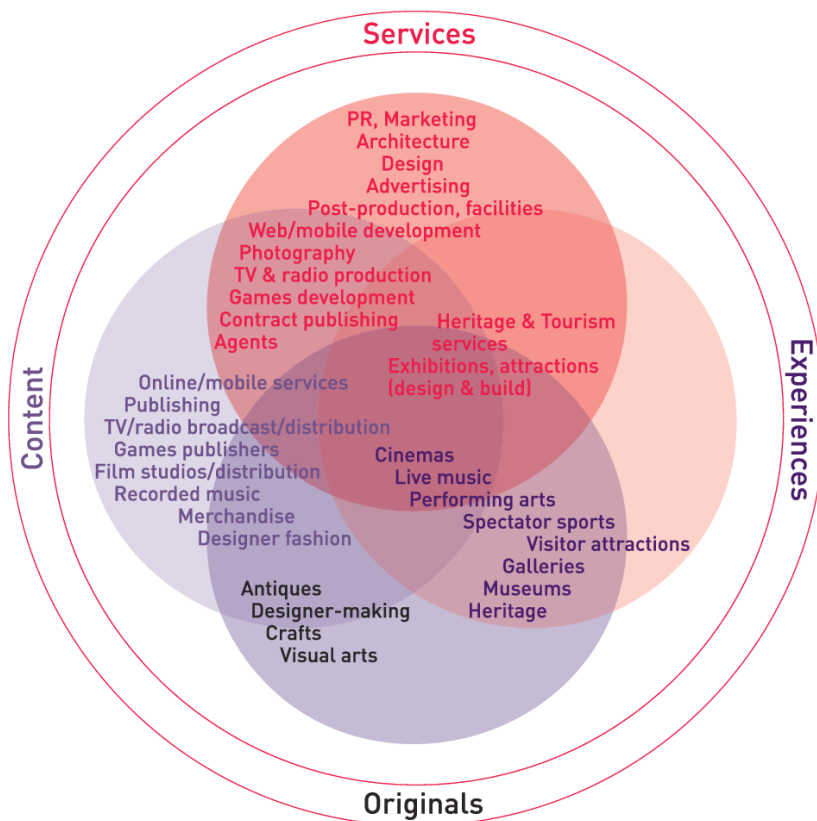 Services
PR, Marketing
Architecture
Design
Advertising
Post-production, facilities
Web/mobile development
Photography
TV & radio production
Games development
Contract publishing
Agents
Heritage & Tourism
services
Exhibitions, attractions
(design & build)
Content
Online/mobile services
Publishing
TV/radio broadcast/distribution
Games publishers
Film studios/distribution
Recorded music
Merchandise
Designer fashion
Experiences
Cinemas
Live music
Performing arts
Spectator sports
Visitor attractions
Galleries
Museums
Heritage
Antiques
Designer-making
Crafts
Visual arts
Originals